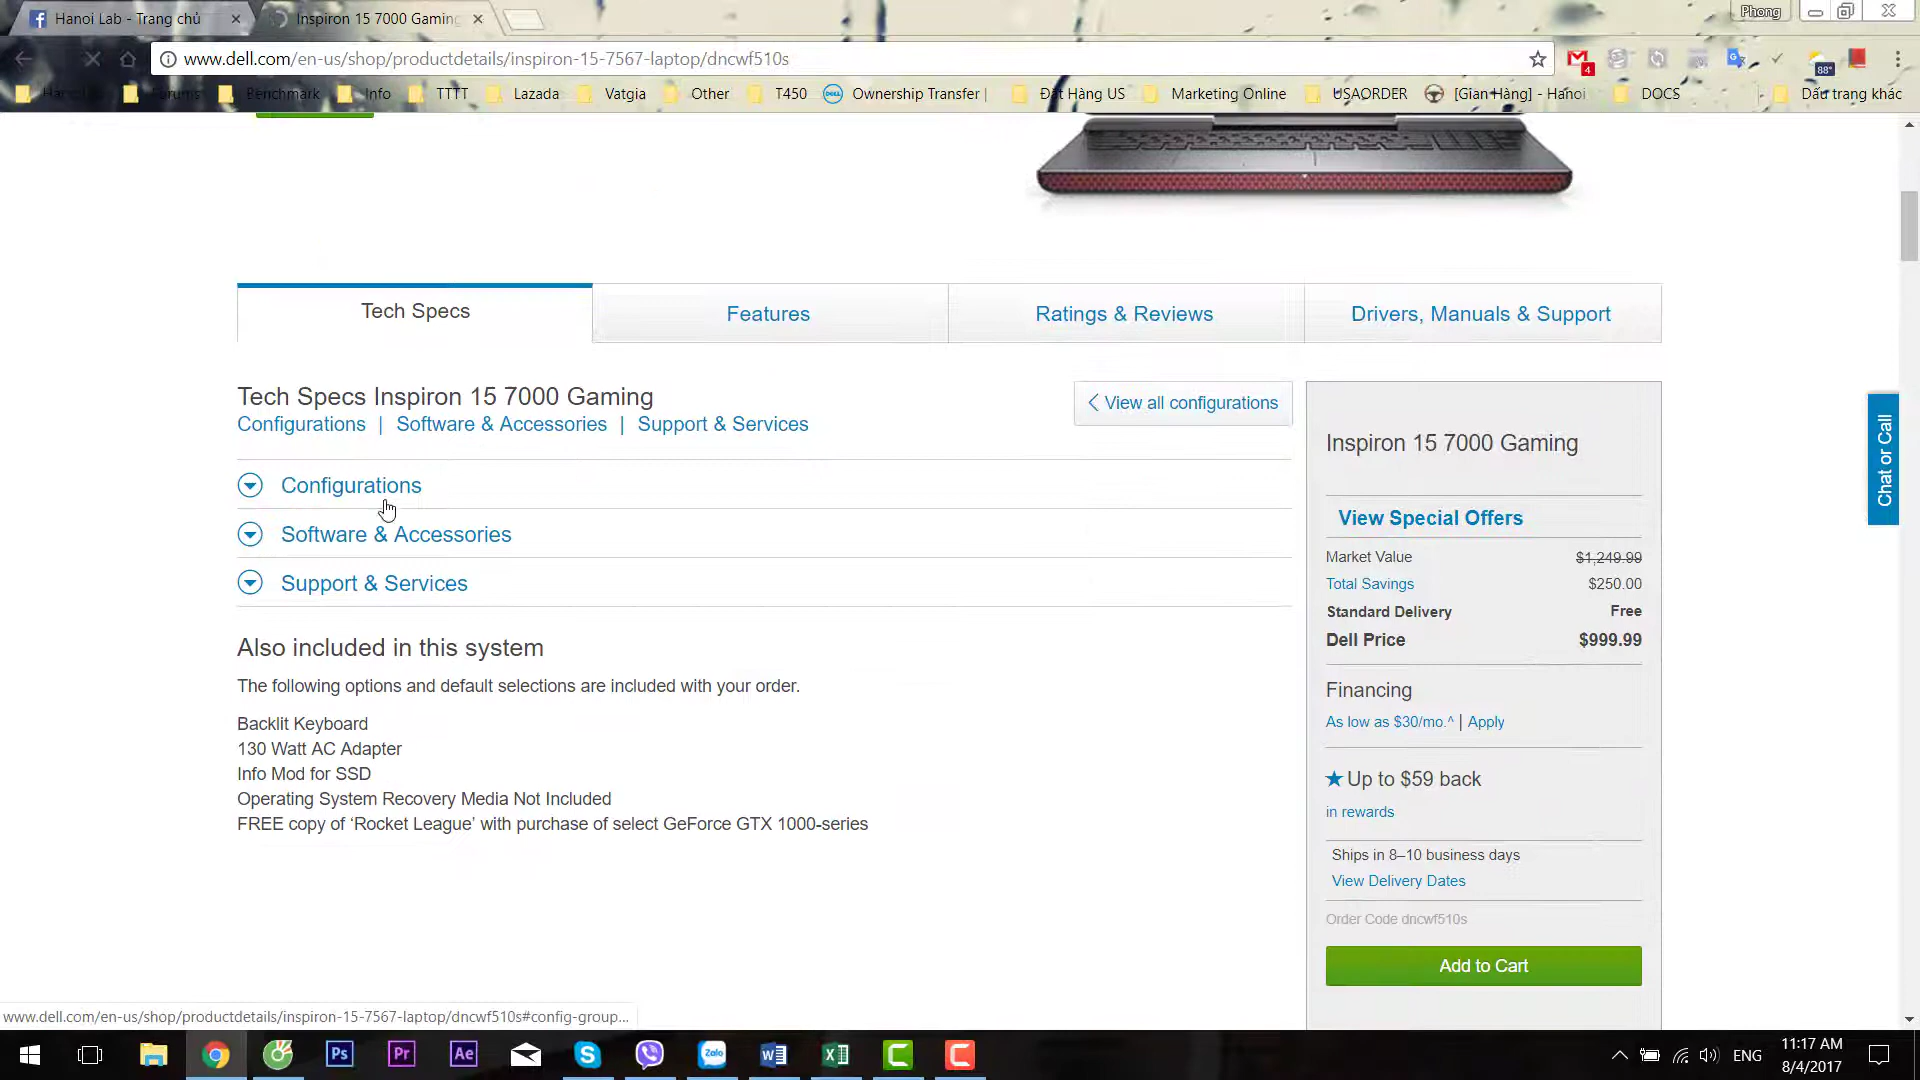 Hanoi Lab - Trang chủ
Inspiron 15 7000 Gaming
Phong
www.dell.com/en-us/shop/productdetails/inspiron-15-7567-laptop/dncwf510s
4
88°
Forums
Benchmark
Info
TTTT
Lazada
Vatgia
Other
T450
Ownership Transfer |
Đặt Hàng US
Marketing Online
USAORDER
[Gian Hàng] - Hanoi
DOCS
Dấu trang khác
Tech Specs
Features
Ratings & Reviews
Drivers, Manuals & Support
Tech Specs Inspiron 15 7000 Gaming
Configurations | Software & Accessories | Support & Services
View all configurations
Configurations
Software & Accessories
Support & Services
Also included in this system
The following options and default selections are included with your order.
Backlit Keyboard
130 Watt AC Adapter
Info Mod for SSD
Operating System Recovery Media Not Included
FREE copy of ‘Rocket League’ with purchase of select GeForce GTX 1000-series
Inspiron 15 7000 Gaming
View Special Offers
Market Value $1,249.99
Total Savings $250.00
Standard Delivery Free
Dell Price $999.99
Financing
As low as $30/mo.^ | Apply
Up to $59 back
in rewards
Ships in 8–10 business days
View Delivery Dates
Order Code dncwf510s
Add to Cart
Chat or Call
www.dell.com/en-us/shop/productdetails/inspiron-15-7567-laptop/dncwf510s#config-group...
Ps
Pr
Ae
Zalo
ENG
11:17 AM
8/4/2017